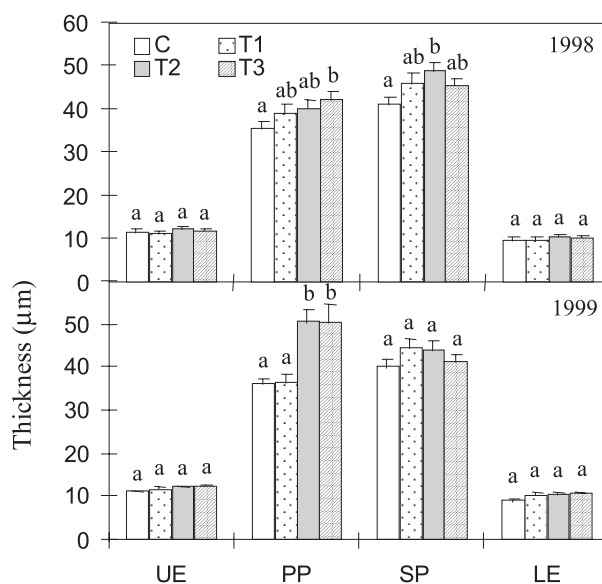 60
50
40
30
20
10
0
C T1
T2 T3
1998
a ab ab b
a ab b ab
a a a a
a a a a
Thickness (μm)
50
40
30
20
10
0
1999
b b
a a
a a a a
a a a a
a a a a
UE PP SP LE